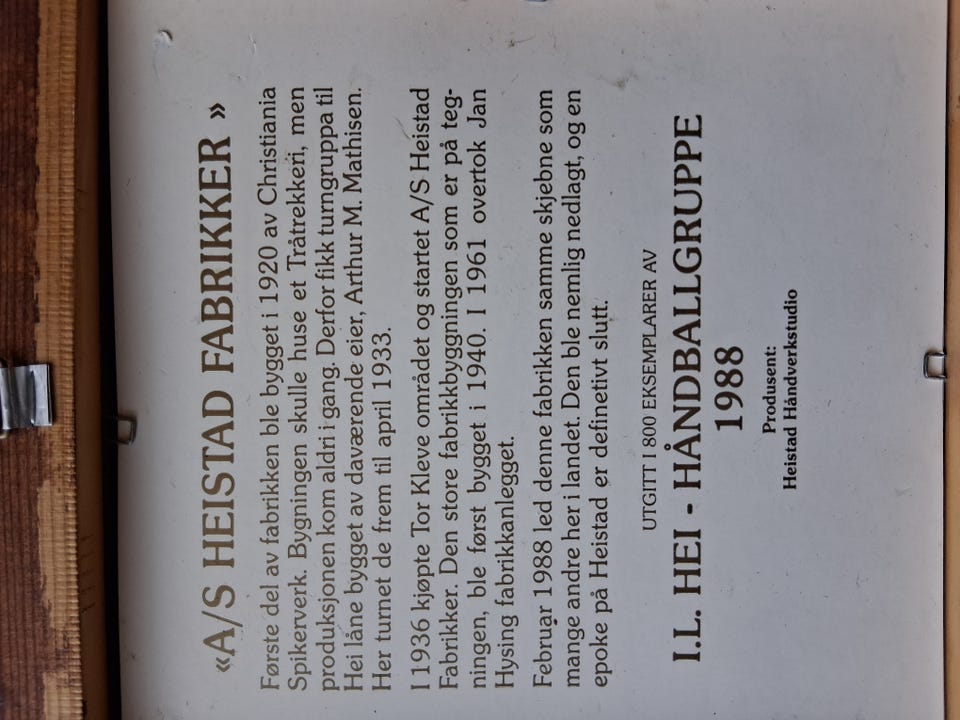 «A/S HEISTAD FABRIKKER »
Første del av fabrikken ble bygget i 1920 av Christiania
Spikerverk. Bygningen skulle huse et Tråtrekkeri, men
produksjonen kom aldri i gang. Derfor fikk turngruppa til
Hei låne bygget av daværende eier, Arthur M. Mathisen.
Her turnet de frem til april 1933.
I 1936 kjøpte Tor Kleve området og startet A/S Heistad
Fabrikker. Den store fabrikkbyggningen som er på teg-
ningen, ble først bygget i 1940. I 1961 overtok Jan
Hysing fabrikkanlegget.
Februar 1988 led denne fabrikken samme skjebne som
mange andre her i landet. Den ble nemlig nedlagt, og en
epoke på Heistad er definetivt slutt.
UTGITT I 800 EKSEMPLARER AV
I.L. HEI - HÅNDBALLGRUPPE
1988
Produsent:
Heistad Håndverkstudio